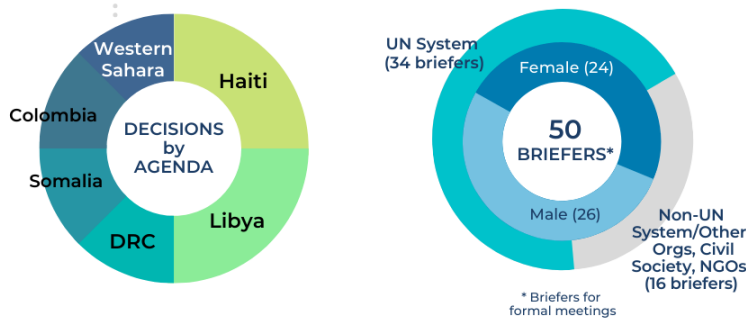 Western
Sahara
Haiti
Colombia
DECISIONS
by
AGENDA
Somalia
DRC
Libya
UN System
(34 briefers)
Female (24)
50
BRIEFERS*
Male (26)
Non-UN
System/Other
Orgs, Civil
Society, NGOs
(16 briefers)
* Briefers for
formal meetings